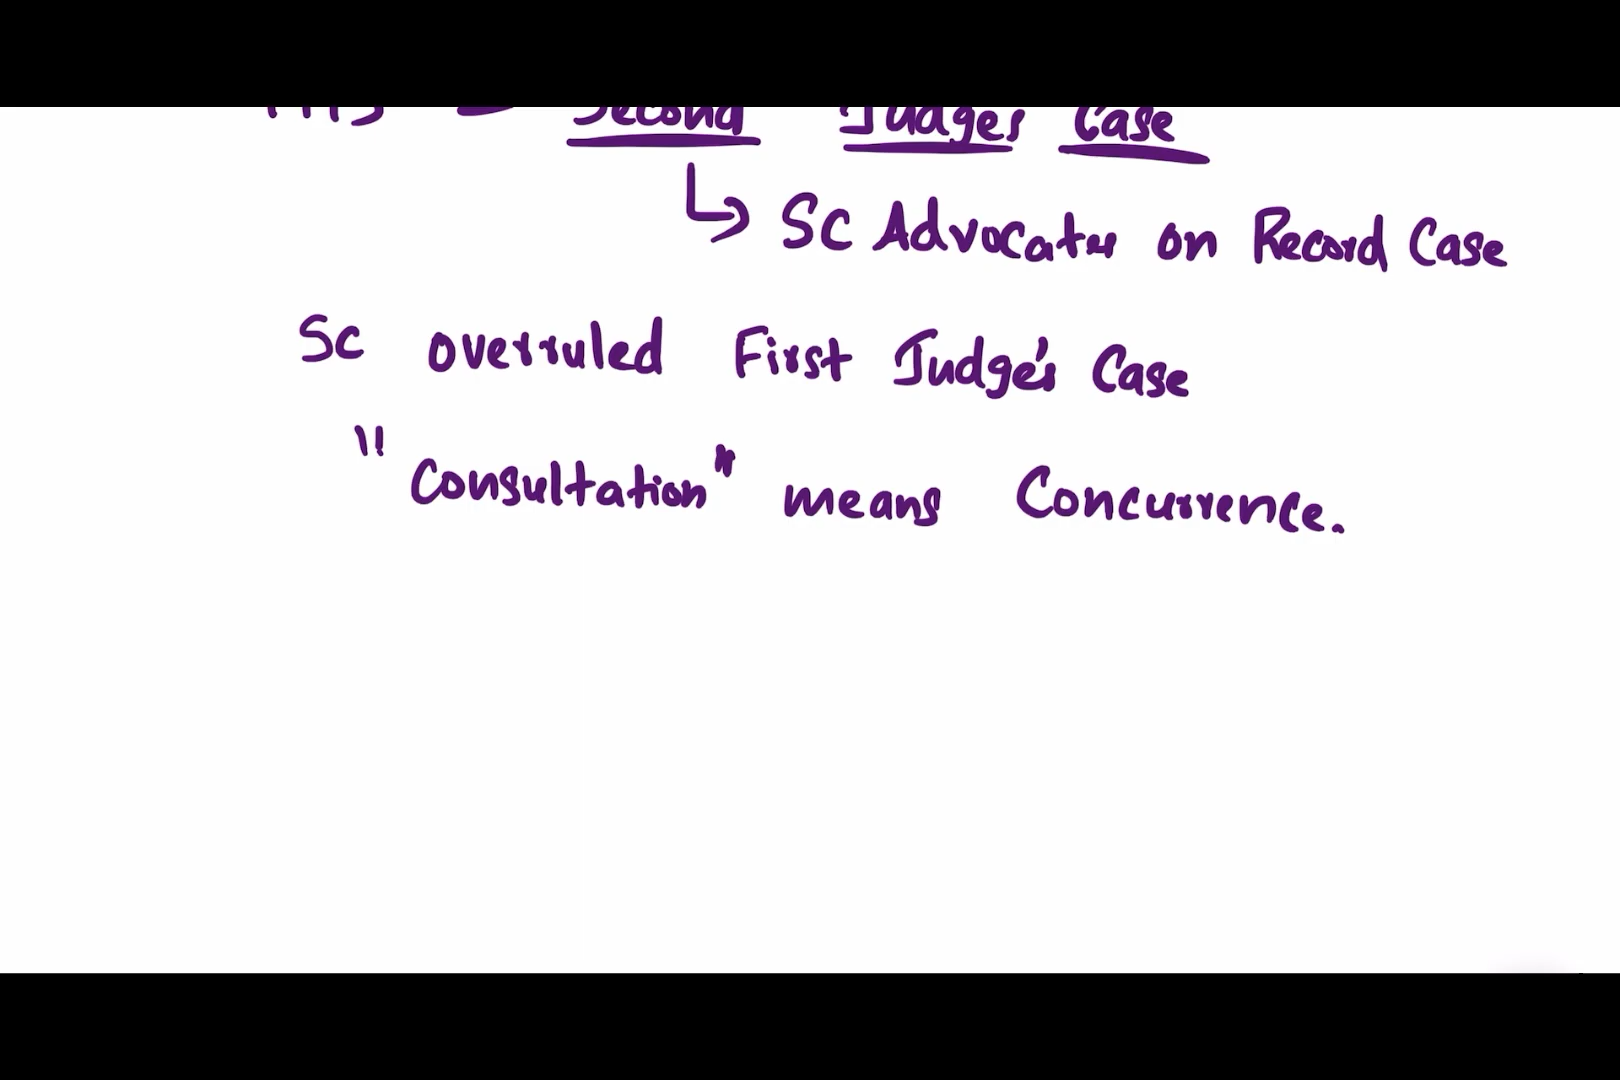 Second Judges Case
↳ SC Advocates on Record Case
SC overruled First Judge's Case
"Consultation" means Concurrence.